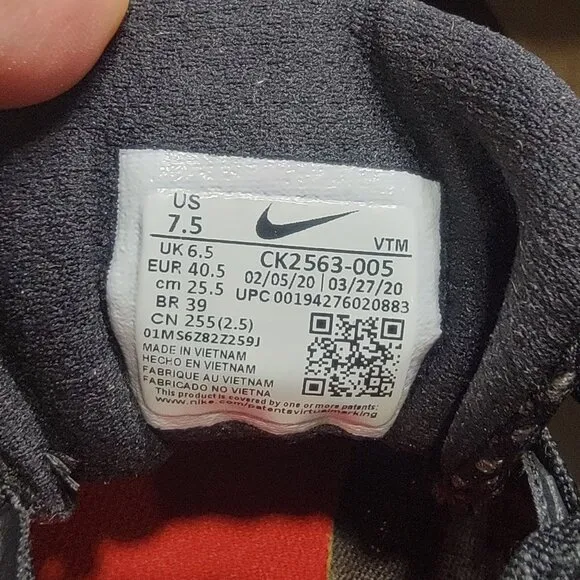 US
7.5
VTM
UK 6.5
EUR 40.5
cm 25.5
BR 39
CN 255(2.5)
CK2563-005
02/05/20 | 03/27/20
UPC 00194276020883
01MS6Z82Z259J
MADE IN VIETNAM
HECHO EN VIETNAM
FABRIQUE AU VIETNAM
FABRICADO NO VIETNA
This product is covered by one or more patents.
www.nike.com/patentsvirtualmarking